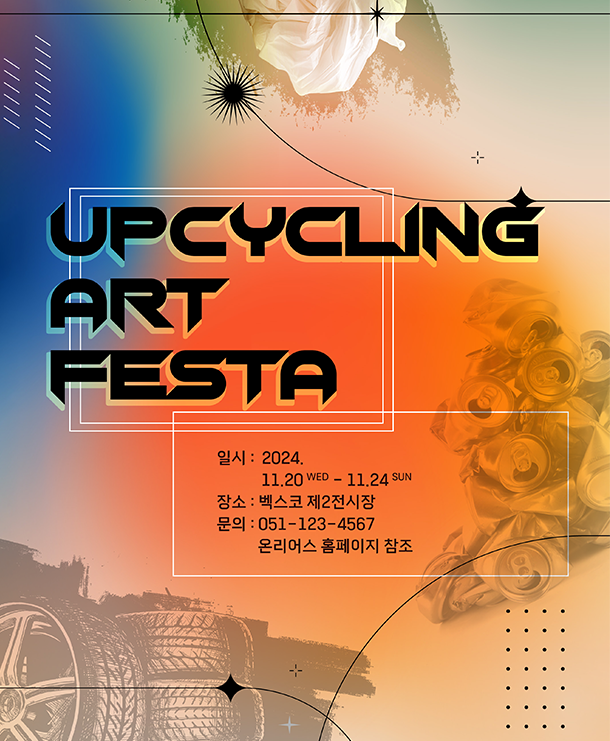 UPCYCLING
ART
FESTA
일시 : 2024.
11.20 WED - 11.24 SUN
장소 : 벡스코 제2전시장
문의 : 051-123-4567
온리어스 홈페이지 참조